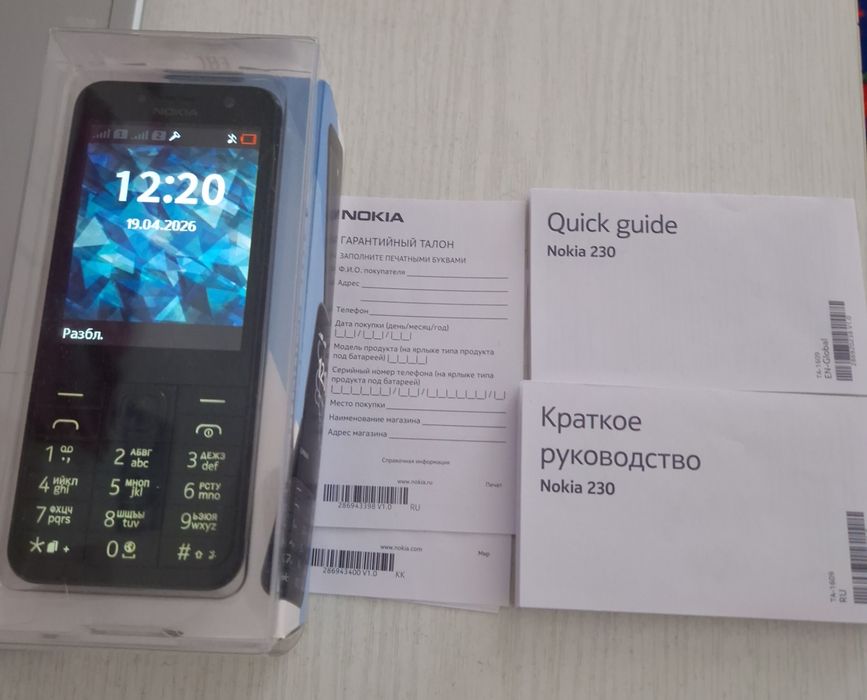 NOKIA
1
2
12:20
19.04.2026
Разбл.
1
2 АБВГ abc
3 ДЕЖЗ def
4 ИЙКЛ ghi
5 МНОП jkl
6 РСТУ mno
7 ФХЦЧ pqrs
8 ШЩЪЫ tuv
9 ЬЭЮЯ wxyz
* +
0
#
NOKIA
ГАРАНТИЙНЫЙ ТАЛОН
ЗАПОЛНИТЕ ПЕЧАТНЫМИ БУКВАМИ
Ф.И.О. покупателя
Адрес
Телефон
Дата покупки (день/месяц/год)
Модель продукта (на ярлыке типа продукта
под батареей)
Серийный номер телефона (на ярлыке типа
продукта под батареей)
Место покупки
Наименование магазина
Адрес магазина
Справочная информация
www.nokia.ru
Печат
286943398 V1.0 RU
www.nokia.com
Мөр
286943400 V1.0 KK
Quick guide
Nokia 230
TA-1609
EN-Global
Краткое
руководство
Nokia 230
TA-1609
RU